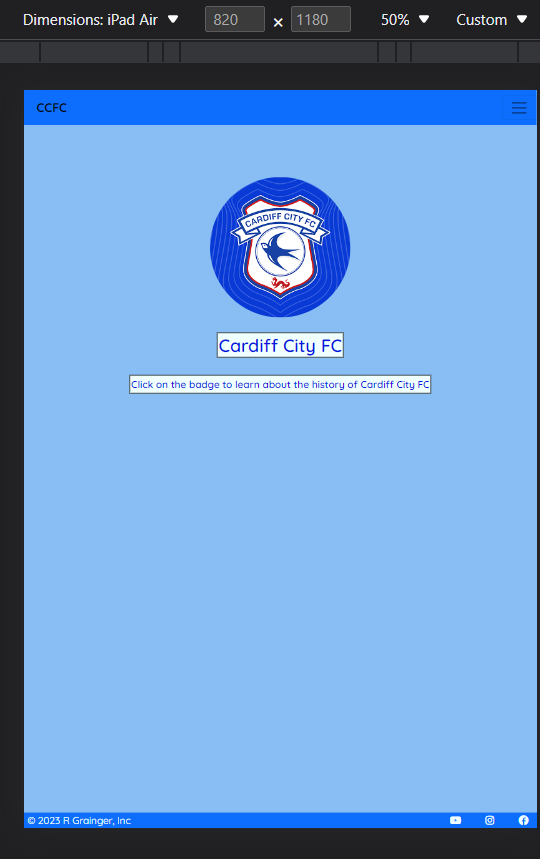 Dimensions: iPad Air 820 × 1180 50% Custom
CCFC
CARDIFF CITY FC
Cardiff City FC
Click on the badge to learn about the history of Cardiff City FC
© 2023 R Grainger, Inc